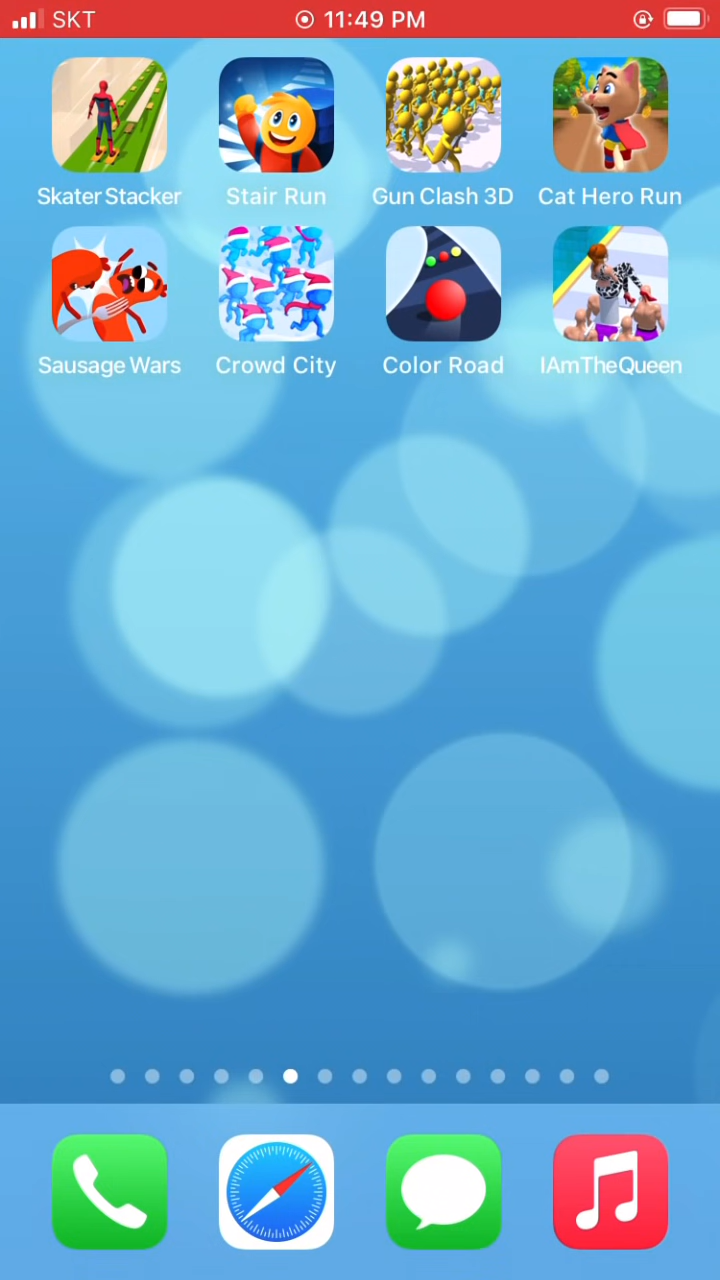 SKT 11:49 PM
Skater Stacker Stair Run Gun Clash 3D Cat Hero Run
Sausage Wars Crowd City Color Road IAmTheQueen